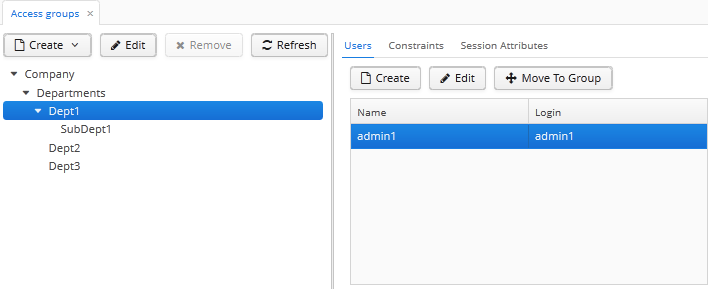 Access groups
Create Edit Remove Refresh
Company
Departments
Dept1
SubDept1
Dept2
Dept3
Users Constraints Session Attributes
Create Edit Move To Group
Name Login
admin1 admin1